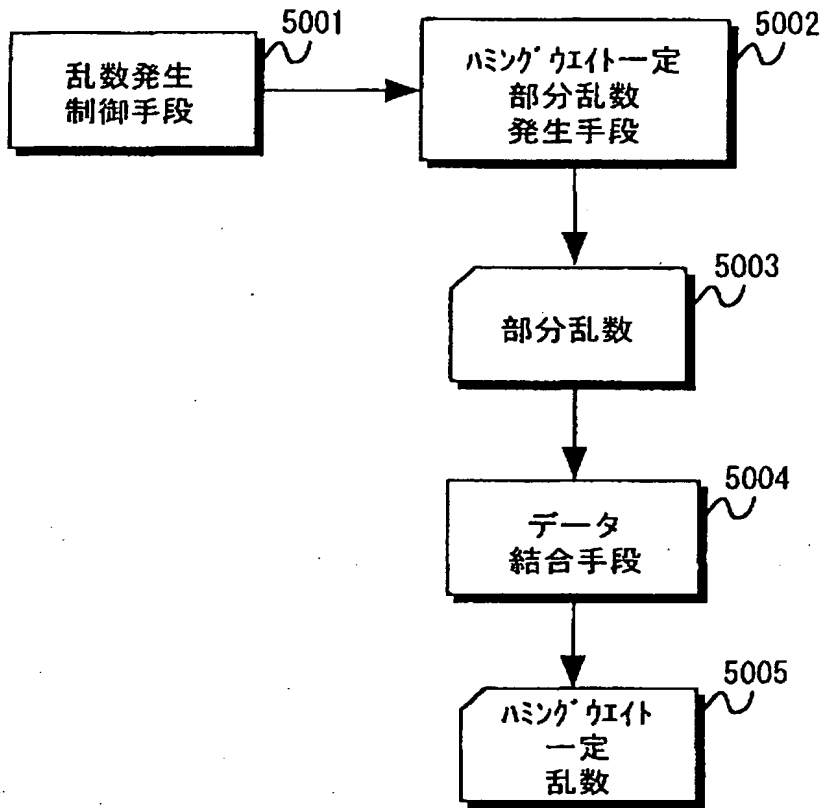 5001
乱数発生
制御手段
5002
ﾊﾐﾝｸﾞｳｴｲﾄ一定
部分乱数
発生手段
5003
部分乱数
5004
データ
結合手段
5005
ﾊﾐﾝｸﾞｳｴｲﾄ
一定
乱数